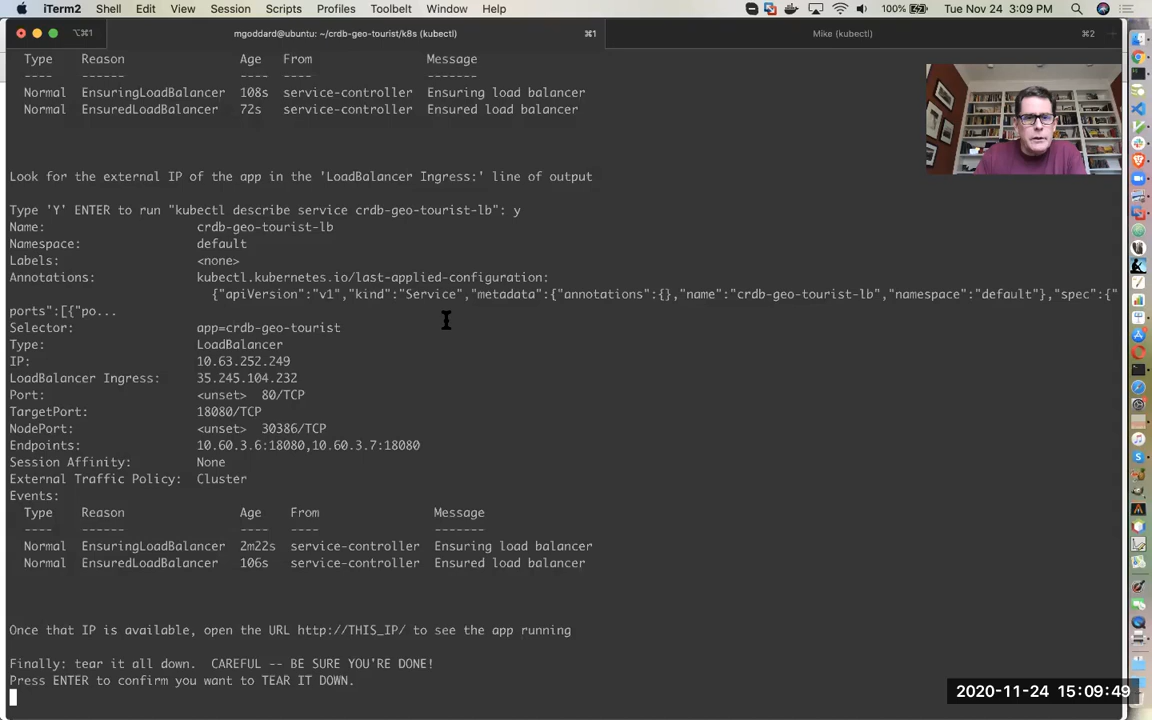 iTerm2 Shell Edit View Session Scripts Profiles Toolbelt Window Help 100% Tue Nov 24 3:09 PM
⌥⌘1 mgoddard@ubuntu: ~/crdb-geo-tourist/k8s (kubectl) ⌘1 Mike (kubectl) ⌘2
Type Reason Age From Message
---- ------ ---- ---- -------
Normal EnsuringLoadBalancer 108s service-controller Ensuring load balancer
Normal EnsuredLoadBalancer 72s service-controller Ensured load balancer
Look for the external IP of the app in the 'LoadBalancer Ingress:' line of output
Type 'Y' ENTER to run "kubectl describe service crdb-geo-tourist-lb": y
Name: crdb-geo-tourist-lb
Namespace: default
Labels: <none>
Annotations: kubectl.kubernetes.io/last-applied-configuration:
{"apiVersion":"v1","kind":"Service","metadata":{"annotations":{},"name":"crdb-geo-tourist-lb","namespace":"default"},"spec":{"
ports":[{"po...
Selector: app=crdb-geo-tourist
Type: LoadBalancer
IP: 10.63.252.249
LoadBalancer Ingress: 35.245.104.232
Port: <unset> 80/TCP
TargetPort: 18080/TCP
NodePort: <unset> 30386/TCP
Endpoints: 10.60.3.6:18080,10.60.3.7:18080
Session Affinity: None
External Traffic Policy: Cluster
Events:
Type Reason Age From Message
---- ------ ---- ---- -------
Normal EnsuringLoadBalancer 2m22s service-controller Ensuring load balancer
Normal EnsuredLoadBalancer 106s service-controller Ensured load balancer
Once that IP is available, open the URL http://THIS_IP/ to see the app running
Finally: tear it all down. CAREFUL -- BE SURE YOU'RE DONE!
Press ENTER to confirm you want to TEAR IT DOWN.
2020-11-24 15:09:49